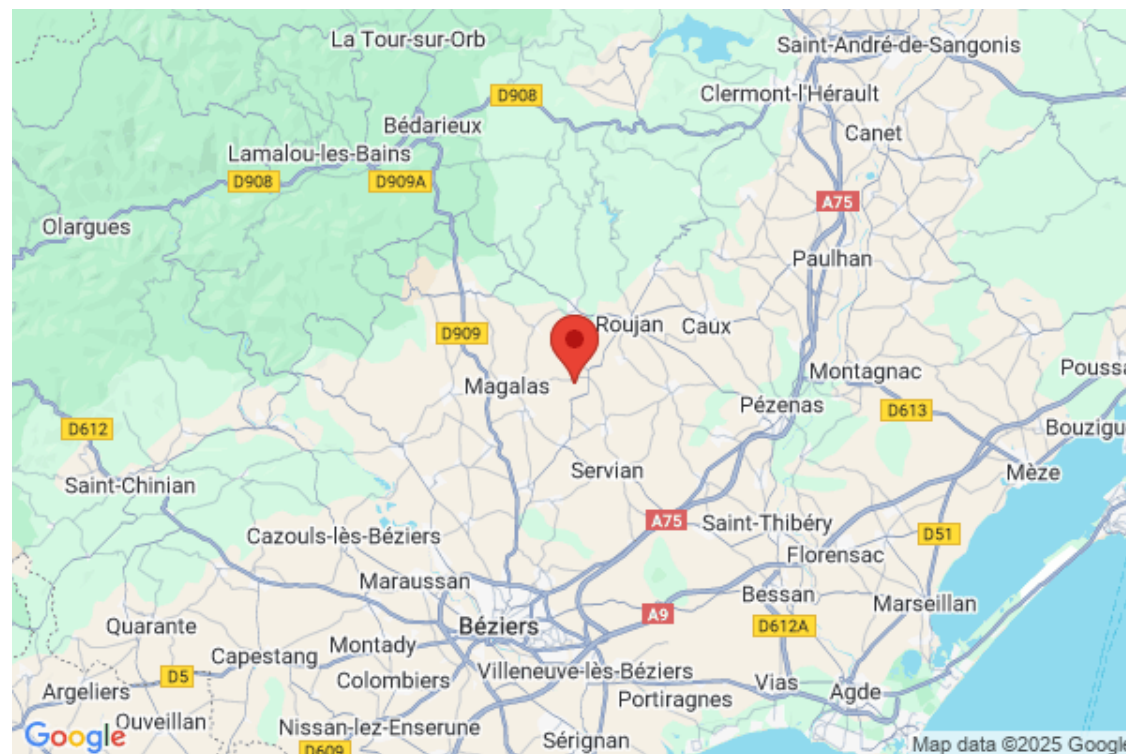 La Tour-sur-Orb
Saint-André-de-Sangonis
D908
Clermont-l'Hérault
Bédarieux
Canet
Lamalou-les-Bains
D908
D909A
A75
Olargues
Paulhan
D909
Roujan
Caux
Magalas
Montagnac
Poussa
Pézenas
D613
D612
Bouzigu
Servian
Mèze
Saint-Chinian
A75
Saint-Thibéry
D51
Cazouls-lès-Béziers
Florensac
Maraussan
Bessan
Marseillan
A9
Quarante
Béziers
D612A
Montady
Capestang
Villeneuve-lès-Béziers
D5
Colombiers
Vias
Argeliers
Portiragnes
Agde
Ouveillan
Nissan-lez-Enserune
Google
Sérignan
D609
Map data ©2025 Google